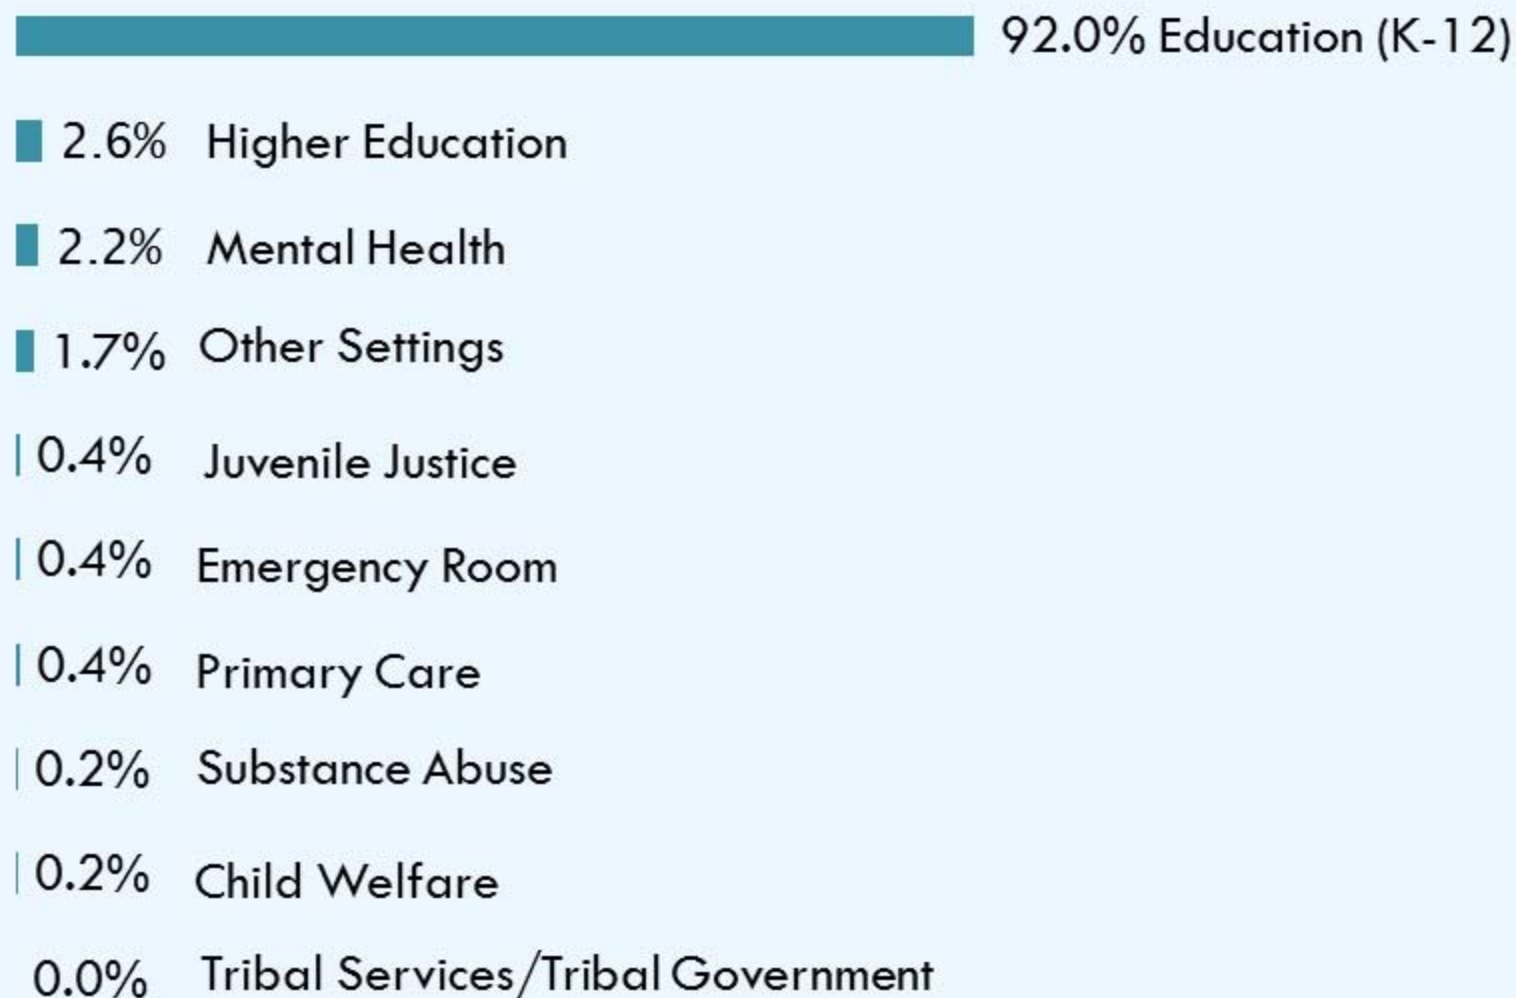 92.0% Education (K-12)
2.6% Higher Education
2.2% Mental Health
1.7% Other Settings
0.4% Juvenile Justice
0.4% Emergency Room
0.4% Primary Care
0.2% Substance Abuse
0.2% Child Welfare
0.0% Tribal Services/Tribal Government